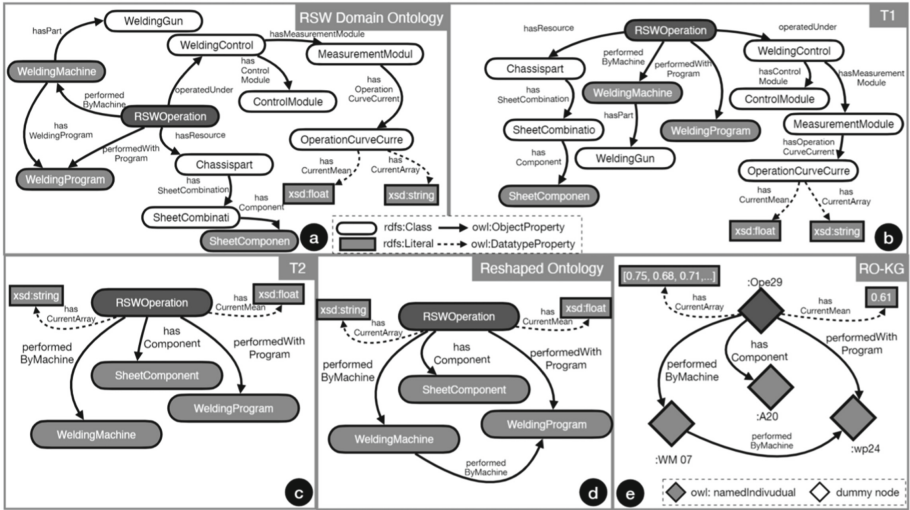 RSW Domain Ontology
hasPart
WeldingGun
WeldingControl
hasMeasurementModule
MeasurementModul
WeldingMachine
has
Control
Module
ControlModule
has
Operation
CurveCurrent
performed
ByMachine
operatedUnder
RSWOperation
has
WeldingProgram
performedWith
Program
hasResource
OperationCurveCurre
WeldingProgram
Chassispart
has
CurrentMean
has
CurrentArray
has
SheetCombination
xsd:float
xsd:string
SheetCombinati
has
Component
SheetComponen
a
rdfs:Class
owl:ObjectProperty
rdfs:Literal
owl:DatatypeProperty
T1
hasResource
RSWOperation
operatedUnder
performed
ByMachine
performedWith
Program
WeldingControl
Chassispart
hasControl
Module
hasMeasurement
Module
has
SheetCombination
WeldingMachine
ControlModule
hasPart
SheetCombinatio
WeldingProgram
MeasurementModule
has
Component
WeldingGun
hasOperation
CurveCurrent
OperationCurveCurre
SheetComponent
has
CurrentMean
has
CurrentArray
xsd:float
xsd:string
b
T2
xsd:string
RSWOperation
xsd:float
has
CurrentArray
has
CurrentMean
performed
ByMachine
has
Component
performedWith
Program
SheetComponent
WeldingProgram
WeldingMachine
c
Reshaped Ontology
xsd:string
RSWOperation
xsd:float
has
CurrentArray
has
CurrentMean
performed
ByMachine
has
Component
performedWith
Program
SheetComponent
WeldingProgram
WeldingMachine
performed
ByMachine
d
RO-KG
[0.75, 0.68, 0.71,...]
:Ope29
0.61
has
CurrentArray
has
CurrentMean
performed
ByMachine
has
Component
performedWith
Program
:A20
:WM 07
performed
ByMachine
:wp24
e
owl: namedIndivudual
dummy node